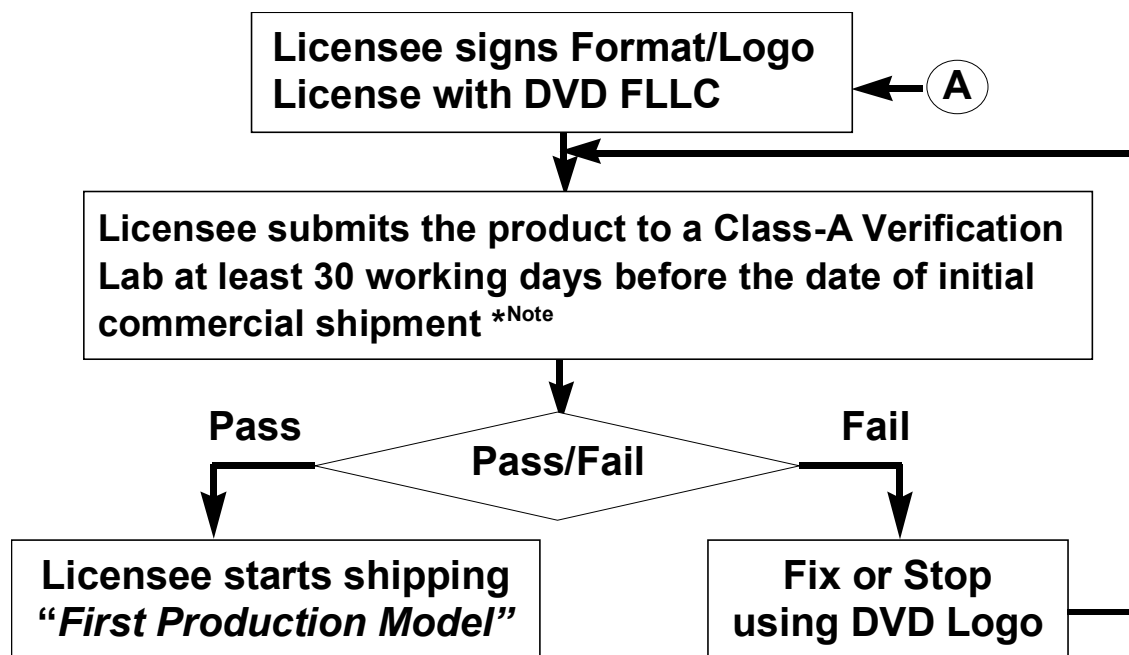 Licensee signs Format/Logo
License with DVD FLLC
A
Licensee submits the product to a Class-A Verification
Lab at least 30 working days before the date of initial
commercial shipment *Note
Pass
Fail
Pass/Fail
Licensee starts shipping
“First Production Model”
Fix or Stop
using DVD Logo